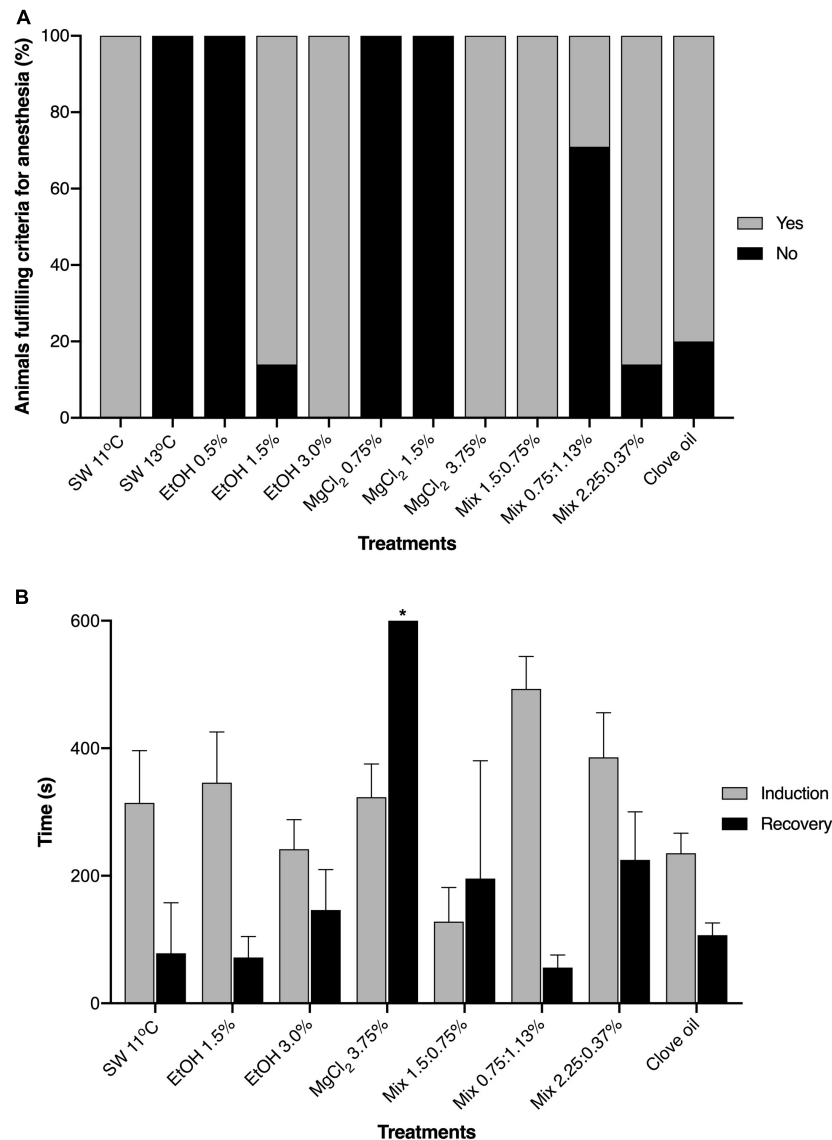 A
Animals fulfilling criteria for anesthesia (%)
100
80
60
40
20
0
Yes
No
SW 11ºC
SW 13ºC
EtOH 0.5%
EtOH 1.5%
EtOH 3.0%
MgCl₂ 0.75%
MgCl₂ 1.5%
MgCl₂ 3.75%
Mix 1.5:0.75%
Mix 0.75:1.13%
Mix 2.25:0.37%
Clove oil
Treatments
B
Time (s)
600
400
200
0
*
Induction
Recovery
SW 11ºC
EtOH 1.5%
EtOH 3.0%
MgCl₂ 3.75%
Mix 1.5:0.75%
Mix 0.75:1.13%
Mix 2.25:0.37%
Clove oil
Treatments